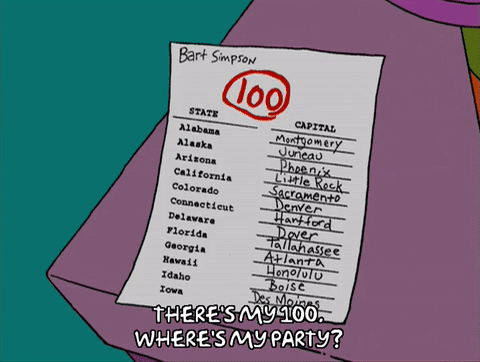 Bart Simpson
100
STATE CAPITAL
Alabama Montgomery
Alaska Juneau
Arizona Phoenix
California Little Rock
Colorado Sacramento
Connecticut Denver
Delaware Hartford
Florida Dover
Georgia Tallahassee
Hawaii Atlanta
Idaho Honolulu
Iowa Boise
Des Moines
THERE'S MY 100.
WHERE'S MY PARTY?